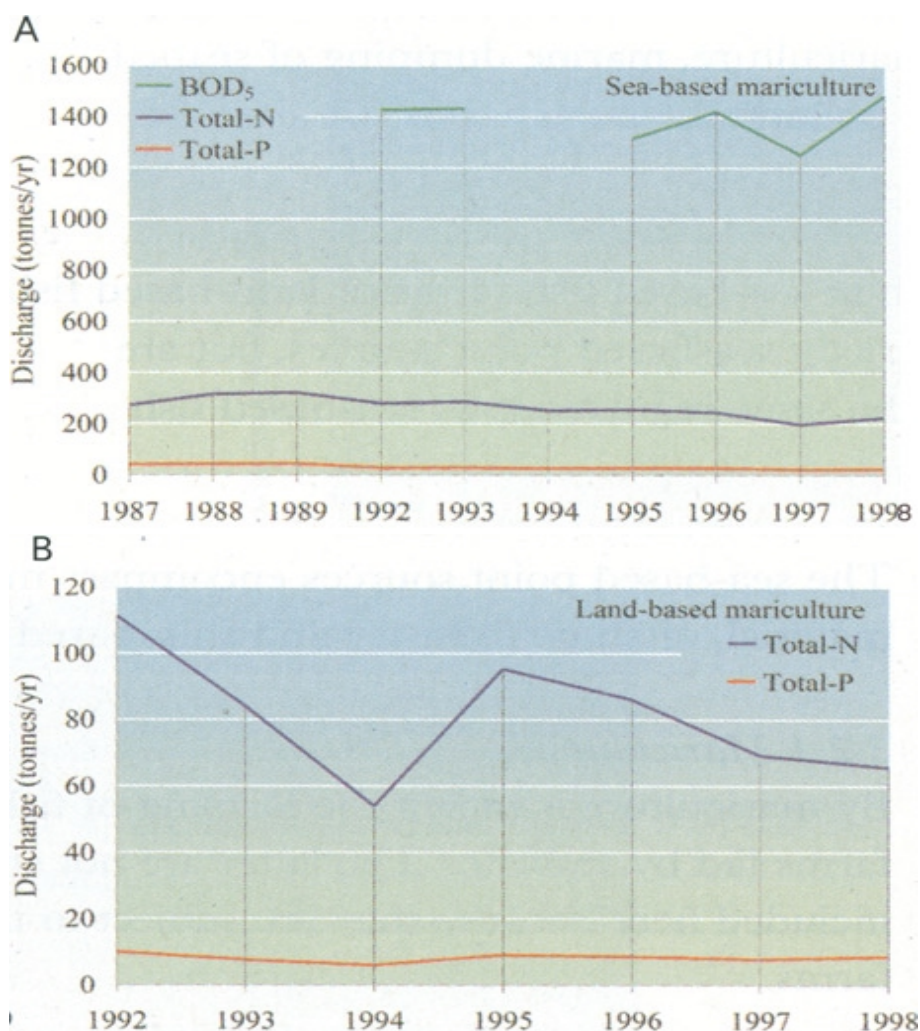 A
1600
BOD₅
Sea-based mariculture
1400
Total-N
Total-P
1200
1000
800
600
400
200
0
Discharge (tonnes/yr)
1987 1988 1989 1992 1993 1994 1995 1996 1997 1998
B
120
Land-based mariculture
Total-N
100
Total-P
80
60
40
20
0
Discharge (tonnes/yr)
1992 1993 1994 1995 1996 1997 1998